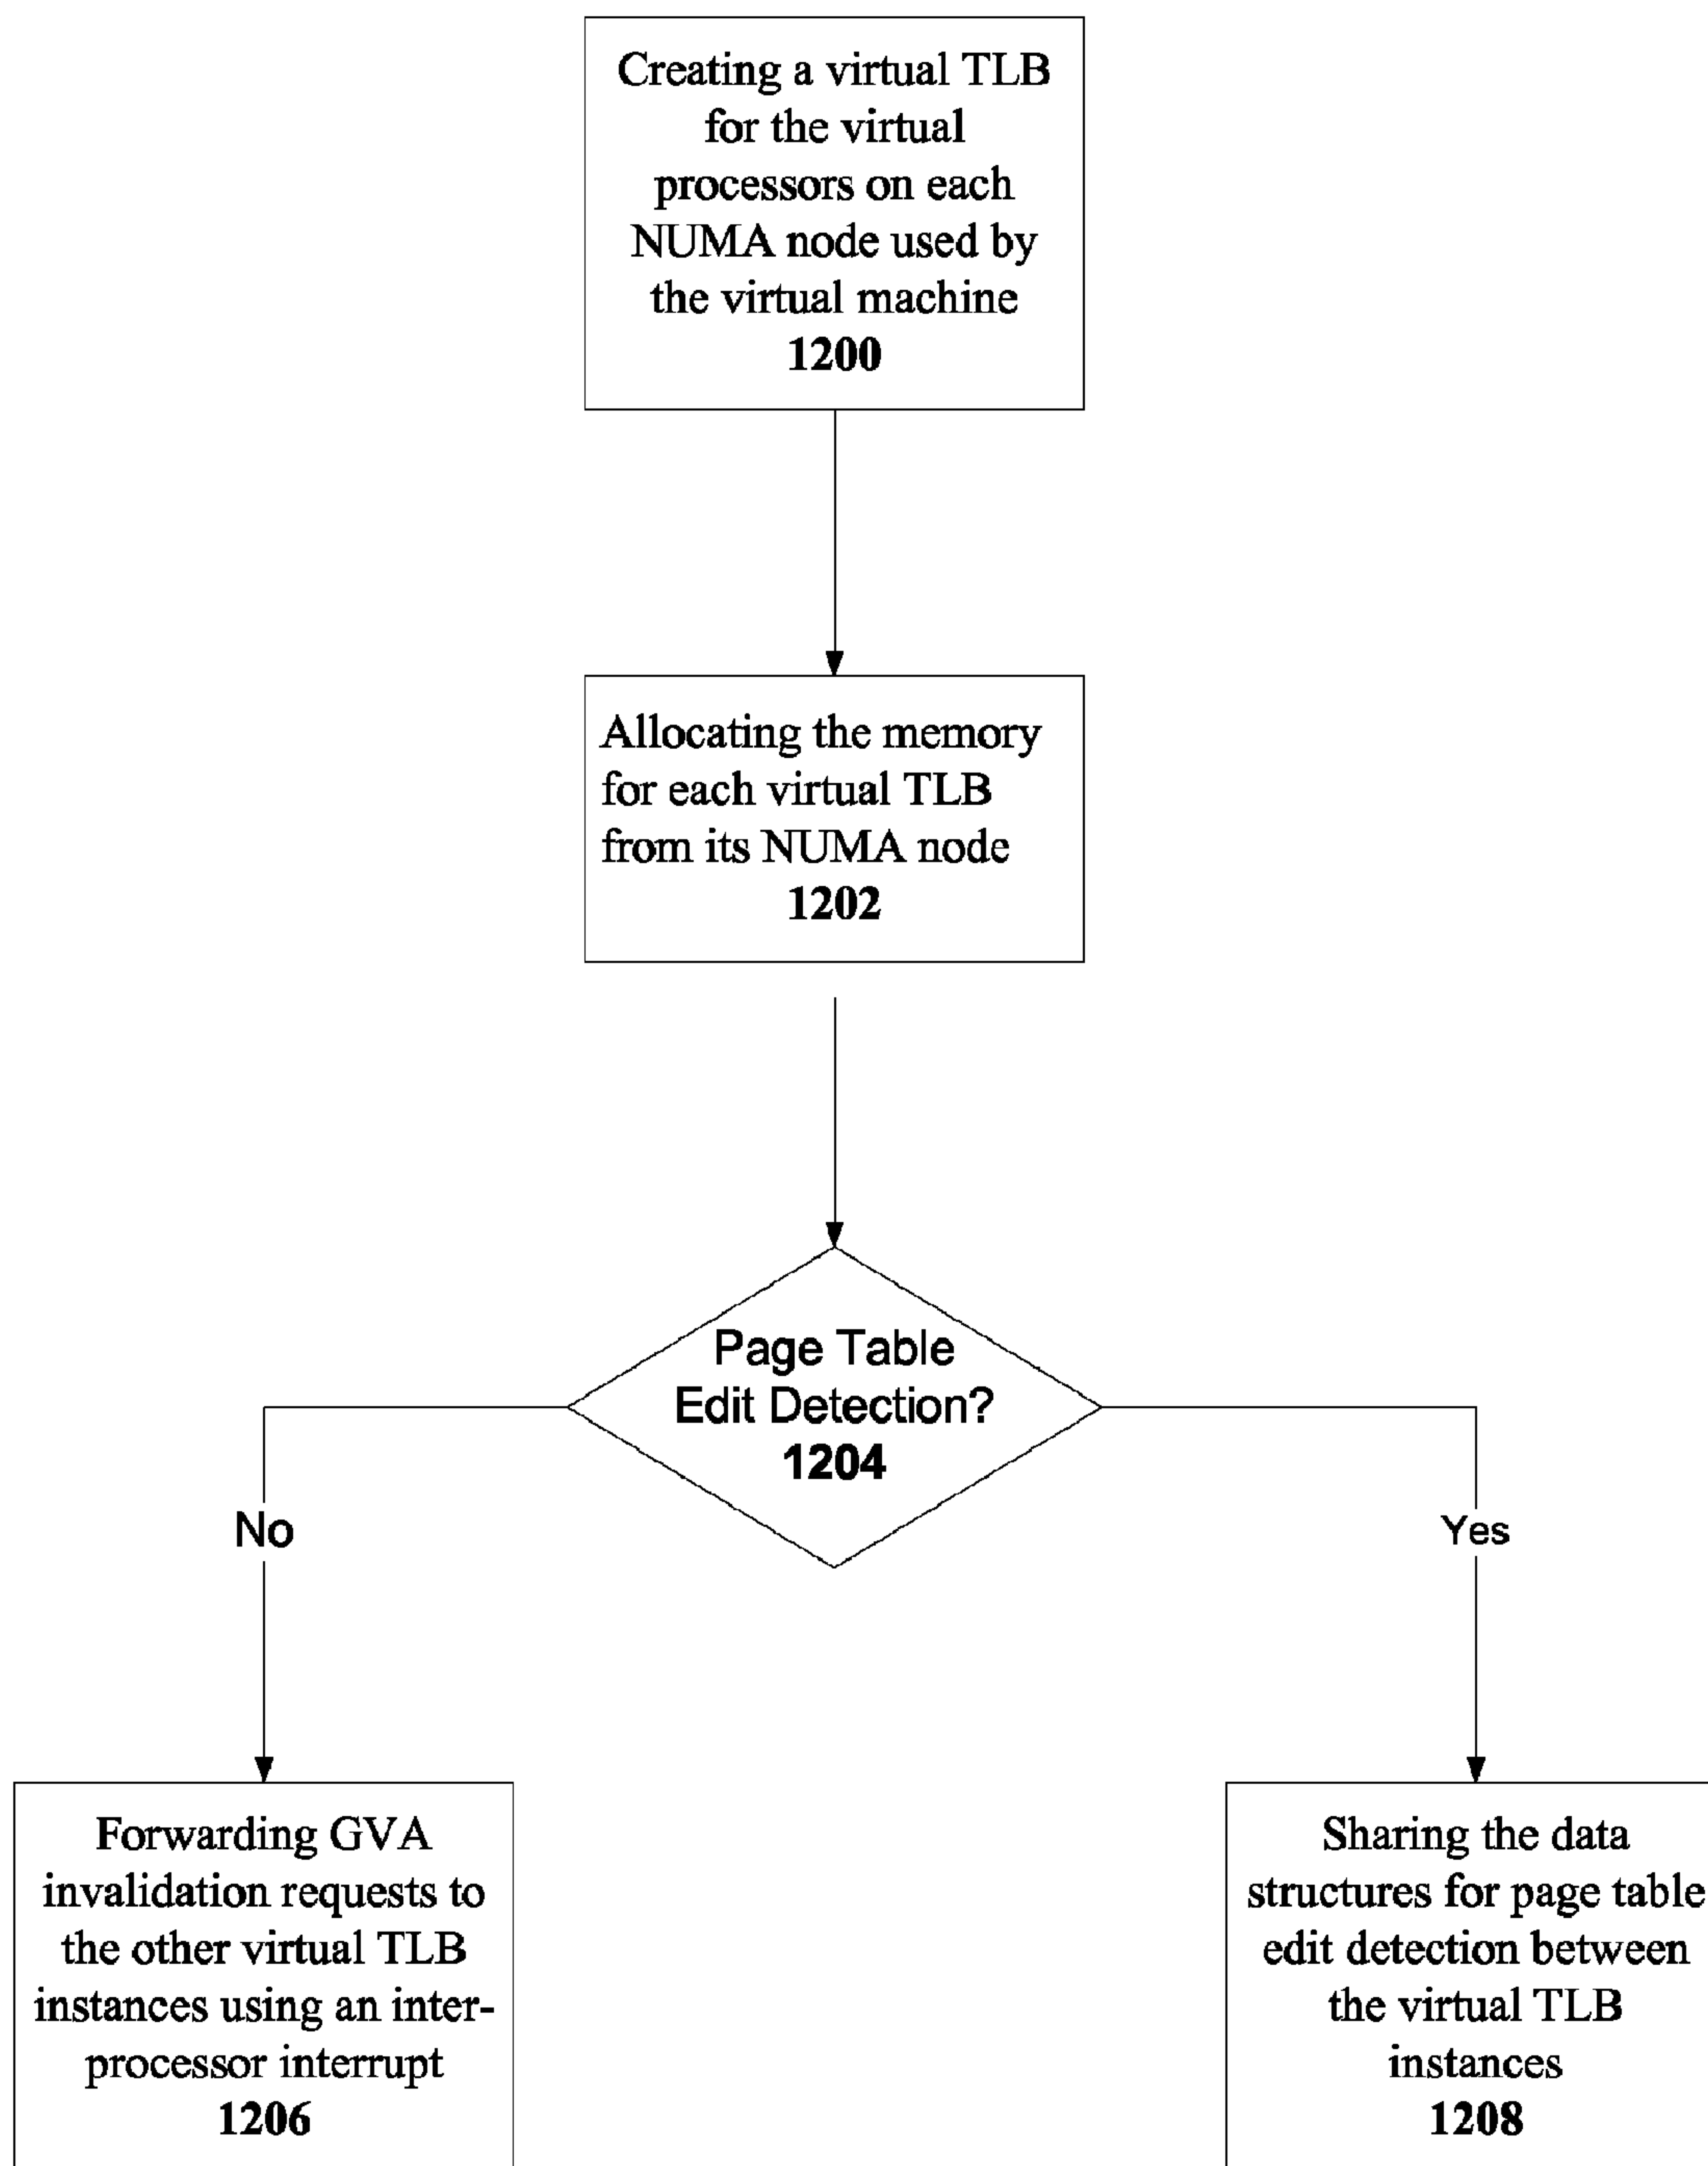 Creating a virtual TLB
for the virtual
processors on each
NUMA node used by
the virtual machine
1200
Allocating the memory
for each virtual TLB
from its NUMA node
1202
Page Table
Edit Detection?
1204
No
Yes
Forwarding GVA
invalidation requests to
the other virtual TLB
instances using an inter-
processor interrupt
1206
Sharing the data
structures for page table
edit detection between
the virtual TLB
instances
1208